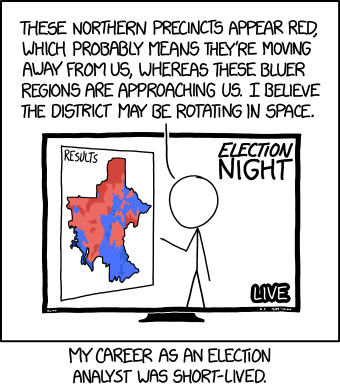 THESE NORTHERN PRECINCTS APPEAR RED,
WHICH PROBABLY MEANS THEY'RE MOVING
AWAY FROM US, WHEREAS THESE BLUER
REGIONS ARE APPROACHING US. I BELIEVE
THE DISTRICT MAY BE ROTATING IN SPACE.
RESULTS
ELECTION
NIGHT
LIVE
MY CAREER AS AN ELECTION
ANALYST WAS SHORT-LIVED.